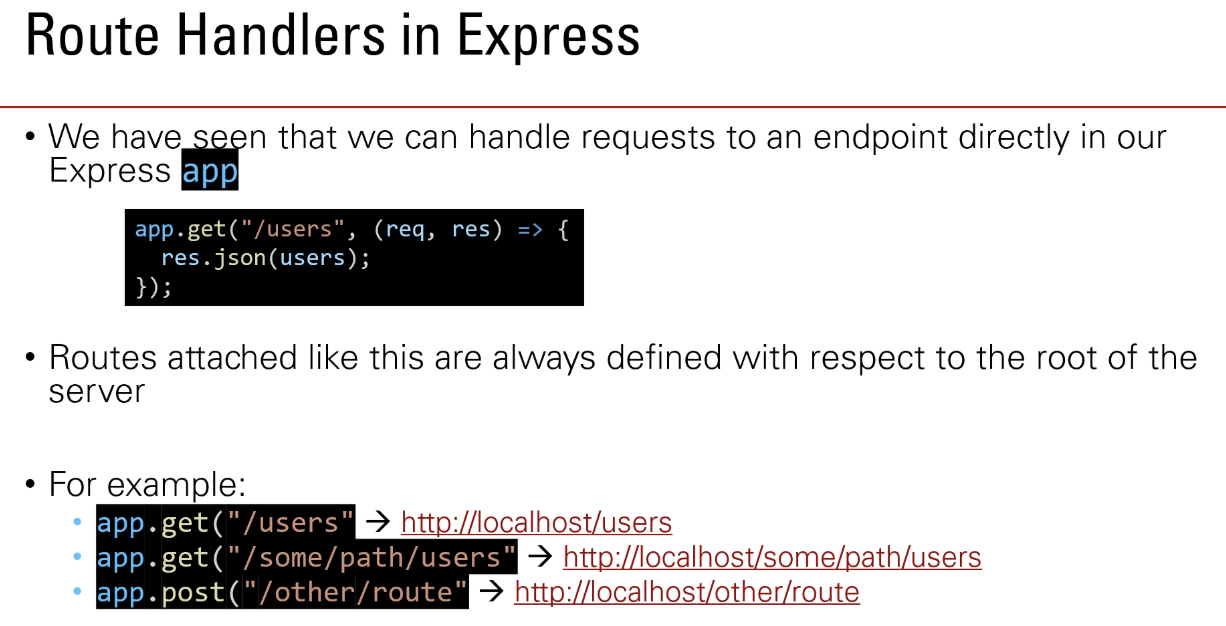 Route Handlers in Express
• We have seen that we can handle requests to an endpoint directly in our
Express app
app.get("/users", (req, res) => {
  res.json(users);
});
• Routes attached like this are always defined with respect to the root of the
server
• For example:
• app.get("/users" → http://localhost/users
• app.get("/some/path/users" → http://localhost/some/path/users
• app.post("/other/route" → http://localhost/other/route